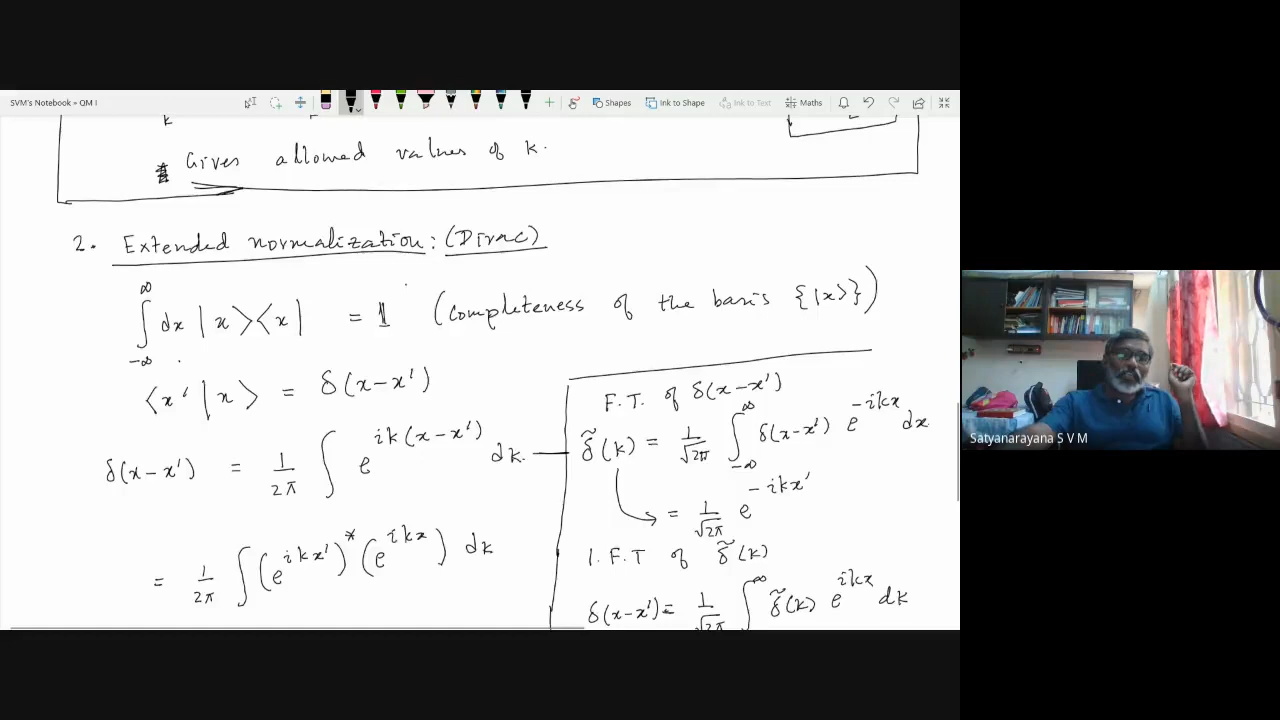 SVM's Notebook » QM I
Shapes
Ink to Shape
Ink to Text
Maths
k
* Gives allowed values of k.
2. Extended normalization: (Dirac)
∫_{-∞}^{∞} dx |x><x| = 1 (Completeness of the basis {|x>})
<x'|x> = δ(x-x')
δ(x-x') = 1/2π ∫ e^{ik(x-x')} dk.
= 1/2π ∫ (e^{ikx'})* (e^{ikx}) dk
F.T. of δ(x-x')
δ̃(k) = 1/√2π ∫_{-∞}^{∞} δ(x-x') e^{-ikx} dx
= 1/√2π e^{-ikx'}
I.F.T of δ̃(k)
δ(x-x') = 1/√2π ∫^{∞} δ̃(k) e^{ikx} dk
Satyanarayana S V M